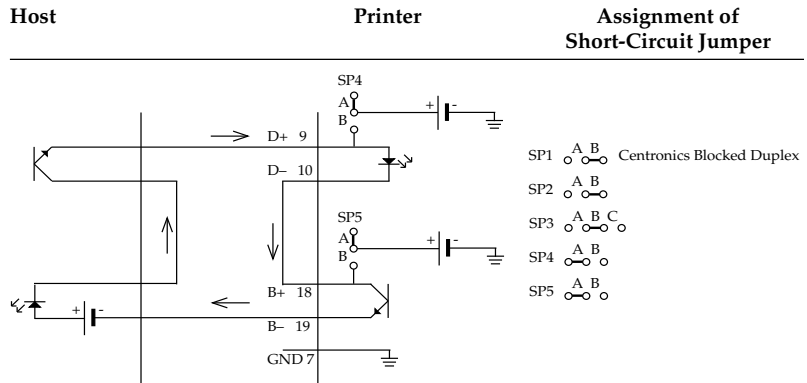 Host Printer Assignment of
Short-Circuit Jumper
SP4
A
B
+ -
D+ 9
D– 10
SP5
A
B
+ -
B+ 18
B– 19
+ -
GND 7
SP1 A B Centronics Blocked Duplex
SP2 A B
SP3 A B C
SP4 A B
SP5 A B